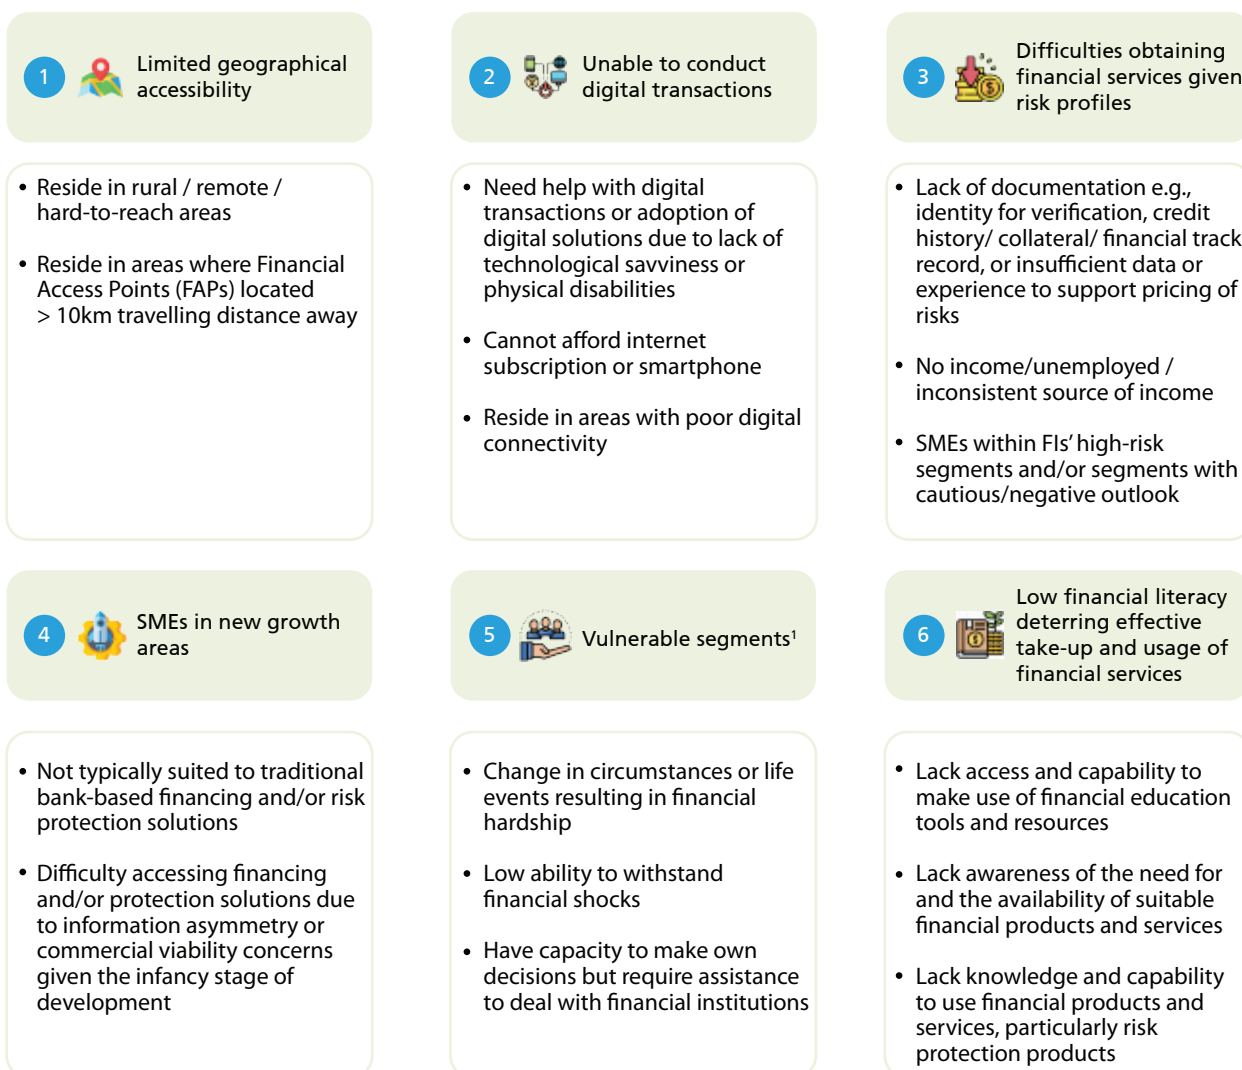 1
Limited geographical
accessibility
• Reside in rural / remote /
hard-to-reach areas
• Reside in areas where Financial
Access Points (FAPs) located
> 10km travelling distance away
2
Unable to conduct
digital transactions
• Need help with digital
transactions or adoption of
digital solutions due to lack of
technological savviness or
physical disabilities
• Cannot afford internet
subscription or smartphone
• Reside in areas with poor digital
connectivity
3
Difficulties obtaining
financial services given
risk profiles
• Lack of documentation e.g.,
identity for verification, credit
history/ collateral/ financial track
record, or insufficient data or
experience to support pricing of
risks
• No income/unemployed /
inconsistent source of income
• SMEs within FIs’ high-risk
segments and/or segments with
cautious/negative outlook
4
SMEs in new growth
areas
• Not typically suited to traditional
bank-based financing and/or risk
protection solutions
• Difficulty accessing financing
and/or protection solutions due
to information asymmetry or
commercial viability concerns
given the infancy stage of
development
5
Vulnerable segments¹
• Change in circumstances or life
events resulting in financial
hardship
• Low ability to withstand
financial shocks
• Have capacity to make own
decisions but require assistance
to deal with financial institutions
6
Low financial literacy
deterring effective
take-up and usage of
financial services
• Lack access and capability to
make use of financial education
tools and resources
• Lack awareness of the need for
and the availability of suitable
financial products and services
• Lack knowledge and capability
to use financial products and
services, particularly risk
protection products